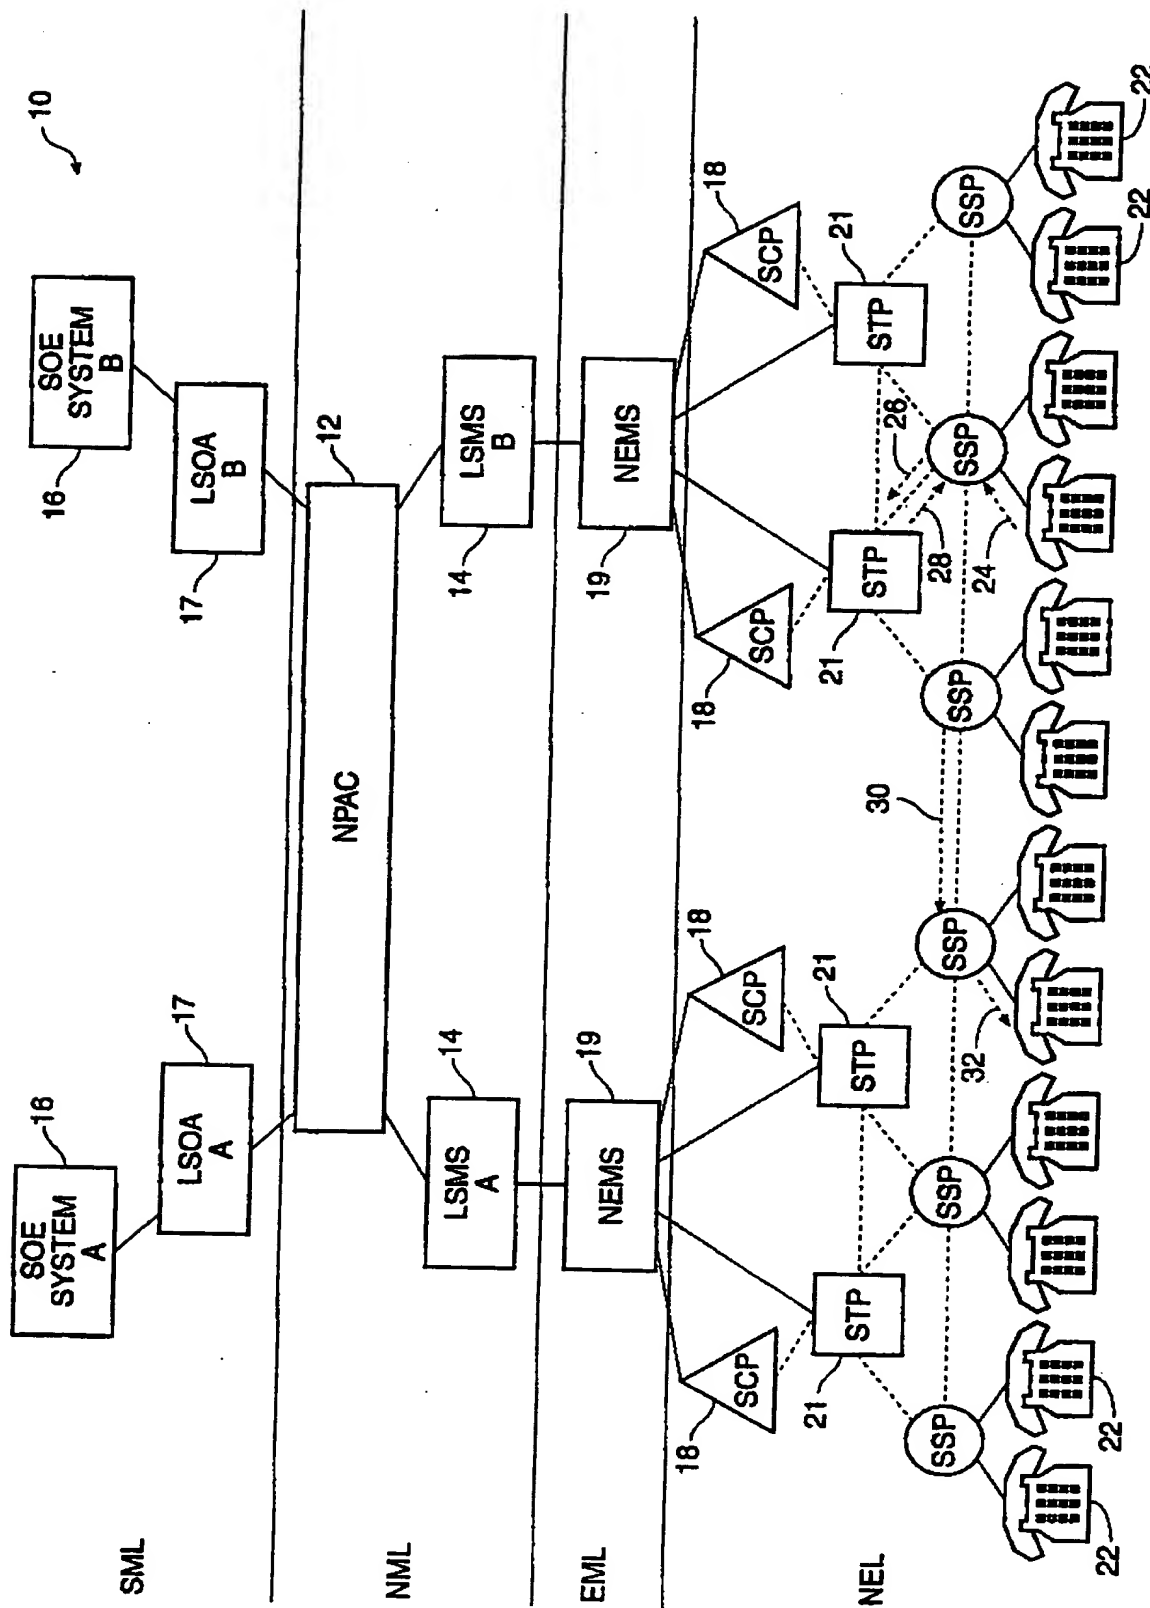 10
SML
SOE
SYSTEM
A
16
SOE
SYSTEM
B
16
LSOA
A
17
LSOA
B
17
NML
NPAC
12
LSMS
A
14
LSMS
B
14
EML
NEMS
19
NEMS
19
NEL
SCP
18
SCP
18
SCP
18
SCP
18
STP
21
STP
21
STP
21
STP
21
26
28
30
24
32
SSP
SSP
SSP
SSP
SSP
SSP
22
22
22
22